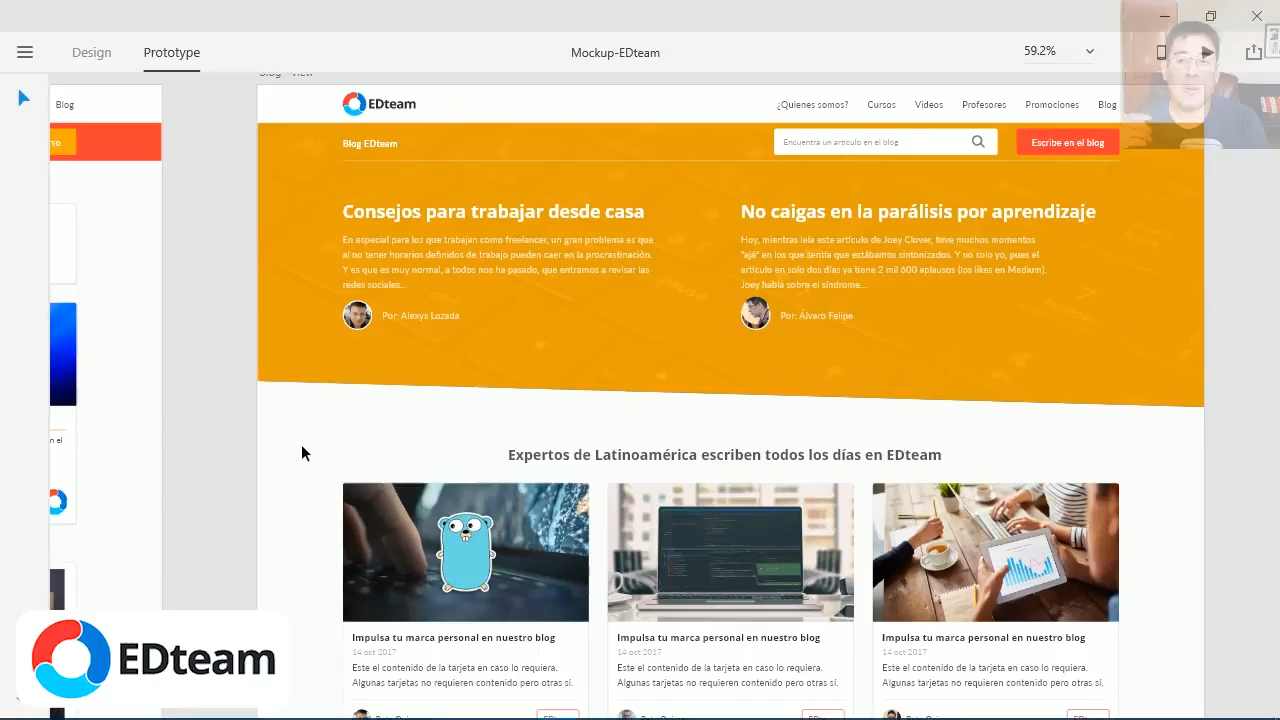 Design
Prototype
Mockup-EDteam
59.2%
Blog - View
Blog
EDteam
¿Quienes somos?
Cursos
Videos
Profesores
Promociones
Blog
Blog EDteam
Encuentra un artículo en el blog
Escribe en el blog
Consejos para trabajar desde casa
En especial para los que trabajan como freelancer, un gran problema es que
al no tener horarios definidos de trabajo pueden caer en la procrastinación.
Y es que es muy normal, a todos nos ha pasado, que entramos a revisar las
redes sociales...
Por: Alexys Lozada
No caigas en la parálisis por aprendizaje
Hoy, mientras leía este artículo de Joey Clover, tuve muchos momentos
"ajá" en los que sentía que estábamos sintonizados. Y no solo yo, pues el
artículo en solo dos días ya tiene 2 mil 600 aplausos (los likes en Medium).
Joey habla sobre el síndrome...
Por: Álvaro Felipe
n el
Expertos de Latinoamérica escriben todos los días en EDteam
Impulsa tu marca personal en nuestro blog
14 oct 2017
Este el contenido de la tarjeta en caso lo requiera.
Algunas tarjetas no requieren contenido pero otras sí.
Impulsa tu marca personal en nuestro blog
14 oct 2017
Este el contenido de la tarjeta en caso lo requiera.
Algunas tarjetas no requieren contenido pero otras sí.
Impulsa tu marca personal en nuestro blog
14 oct 2017
Este el contenido de la tarjeta en caso lo requiera.
Algunas tarjetas no requieren contenido pero otras sí.
EDteam